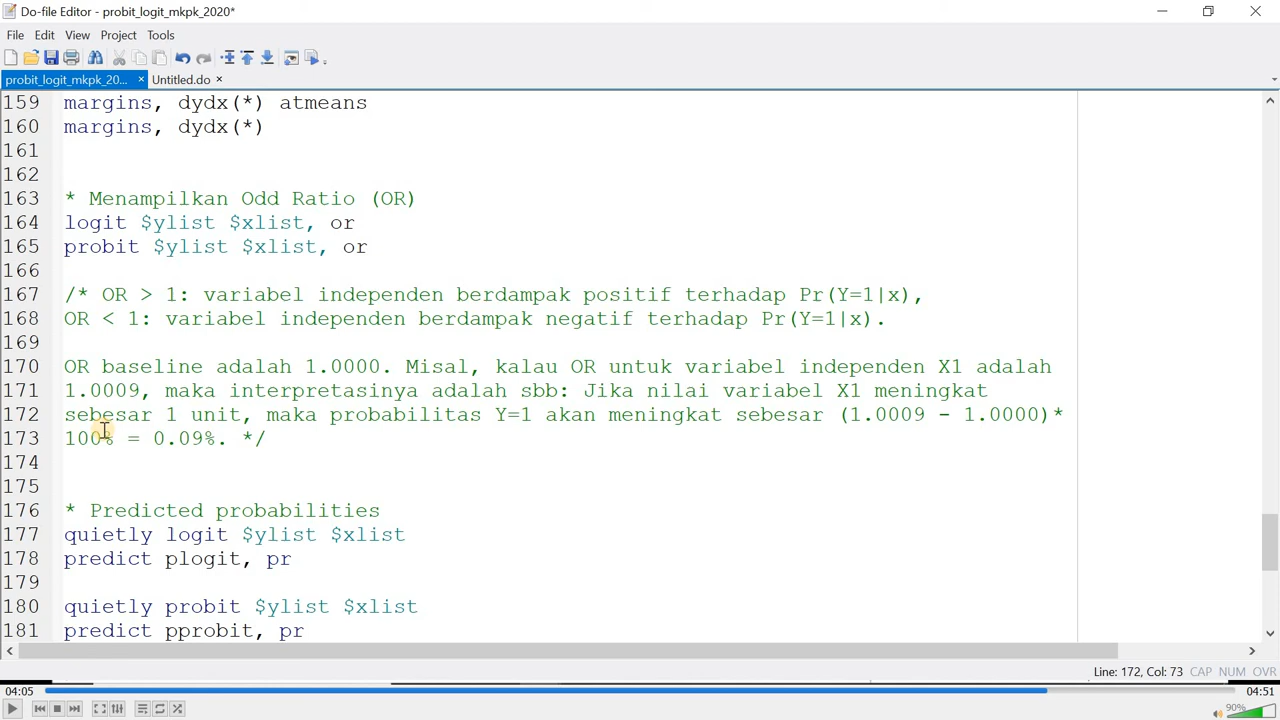 Do-file Editor - probit_logit_mkpk_2020*
File Edit View Project Tools
probit_logit_mkpk_20... × Untitled.do ×
159 margins, dydx(*) atmeans
160 margins, dydx(*)
161
162
163 * Menampilkan Odd Ratio (OR)
164 logit $ylist $xlist, or
165 probit $ylist $xlist, or
166
167 /* OR > 1: variabel independen berdampak positif terhadap Pr(Y=1|x),
168 OR < 1: variabel independen berdampak negatif terhadap Pr(Y=1|x).
169
170 OR baseline adalah 1.0000. Misal, kalau OR untuk variabel independen X1 adalah
171 1.0009, maka interpretasinya adalah sbb: Jika nilai variabel X1 meningkat
172 sebesar 1 unit, maka probabilitas Y=1 akan meningkat sebesar (1.0009 - 1.0000)*
173 100% = 0.09%. */
174
175
176 * Predicted probabilities
177 quietly logit $ylist $xlist
178 predict plogit, pr
179
180 quietly probit $ylist $xlist
181 predict pprobit, pr
Line: 172, Col: 73 CAP NUM OVR
04:05 04:51
90%